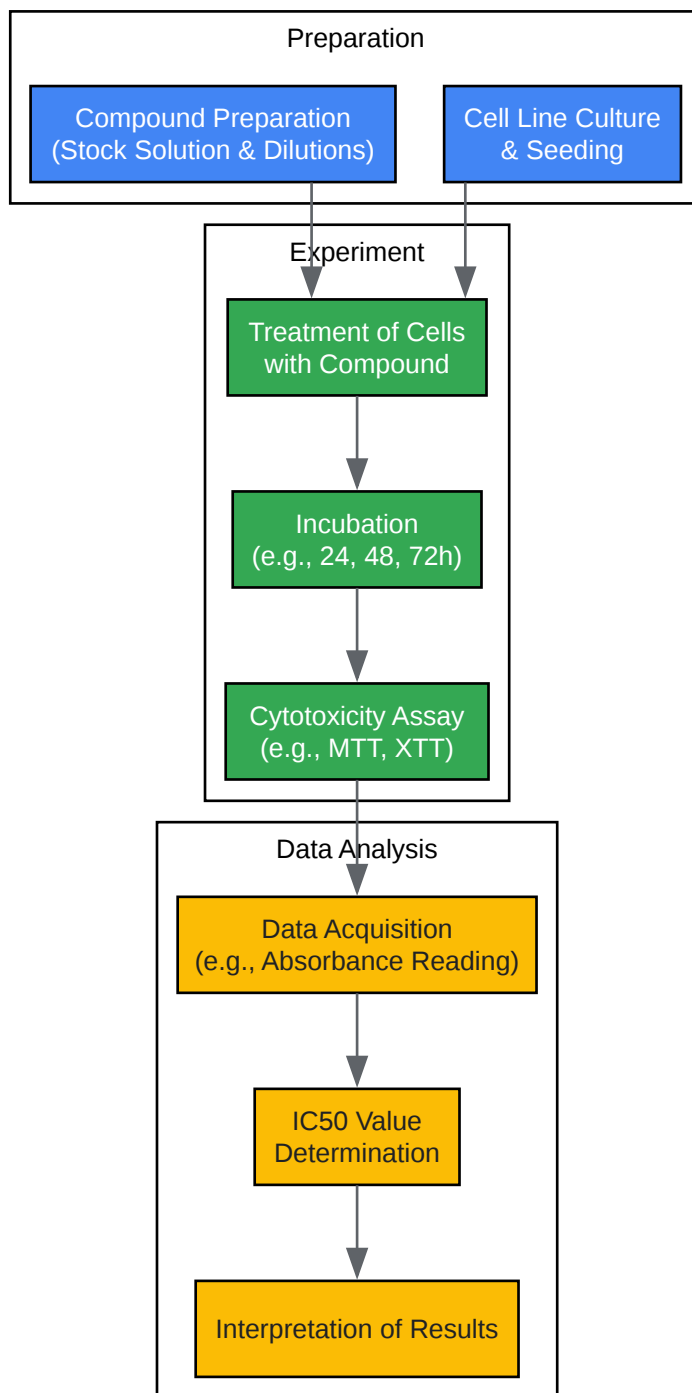 Preparation
Compound Preparation
(Stock Solution & Dilutions)
Cell Line Culture
& Seeding
Experiment
Treatment of Cells
with Compound
Incubation
(e.g., 24, 48, 72h)
Cytotoxicity Assay
(e.g., MTT, XTT)
Data Analysis
Data Acquisition
(e.g., Absorbance Reading)
IC50 Value
Determination
Interpretation of Results